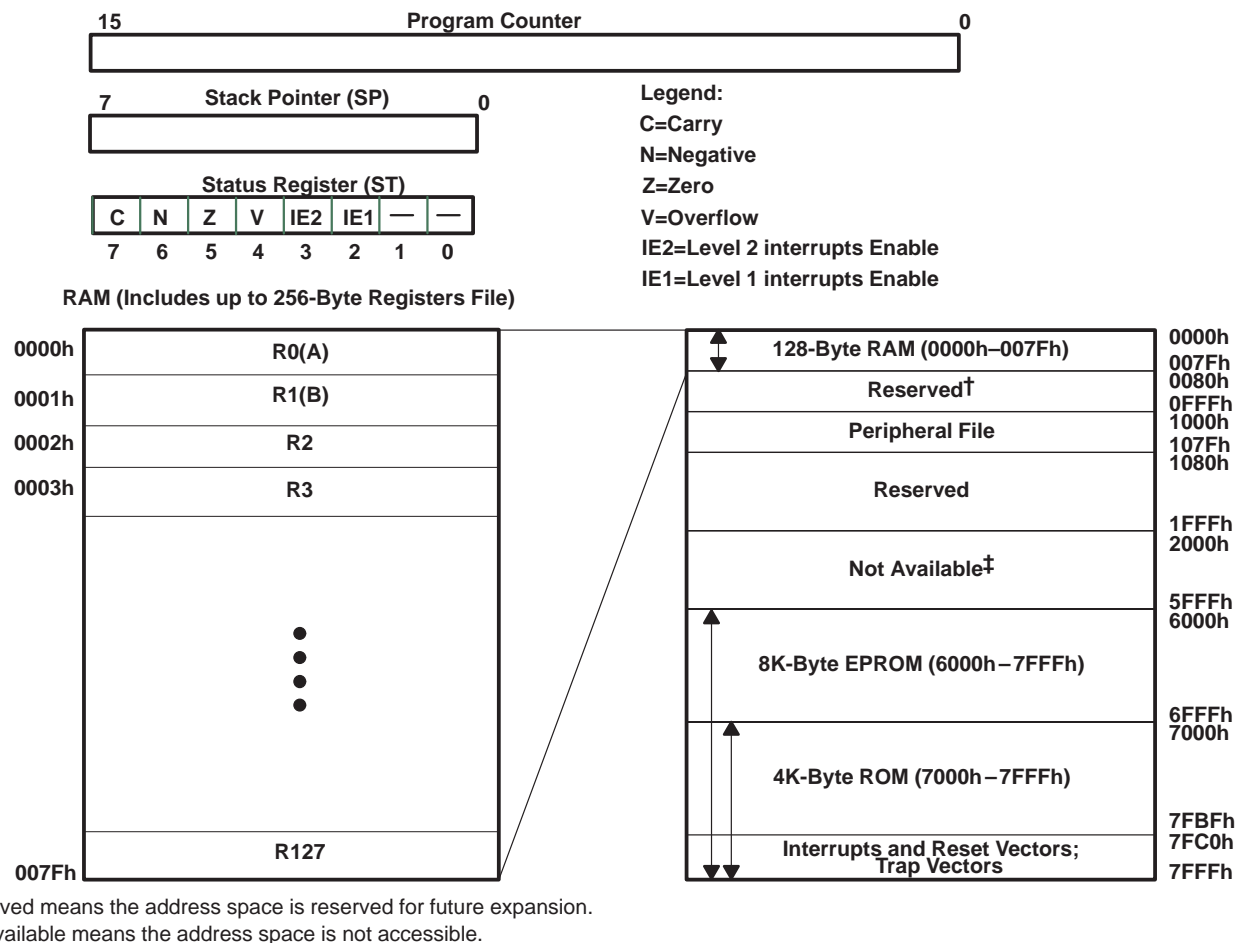 15 Program Counter 0
7 Stack Pointer (SP) 0
Status Register (ST)
C N Z V IE2 IE1 — —
7 6 5 4 3 2 1 0
Legend:
C=Carry
N=Negative
Z=Zero
V=Overflow
IE2=Level 2 interrupts Enable
IE1=Level 1 interrupts Enable
RAM (Includes up to 256-Byte Registers File)
0000h R0(A)
0001h R1(B)
0002h R2
0003h R3
R127
007Fh
128-Byte RAM (0000h–007Fh)
0000h
007Fh
Reserved†
0080h
0FFFh
Peripheral File
1000h
107Fh
Reserved
1080h
1FFFh
Not Available‡
2000h
5FFFh
8K-Byte EPROM (6000h–7FFFh)
6000h
6FFFh
4K-Byte ROM (7000h–7FFFh)
7000h
7FBFh
Interrupts and Reset Vectors;
Trap Vectors
7FC0h
7FFFh
ved means the address space is reserved for future expansion.
vailable means the address space is not accessible.